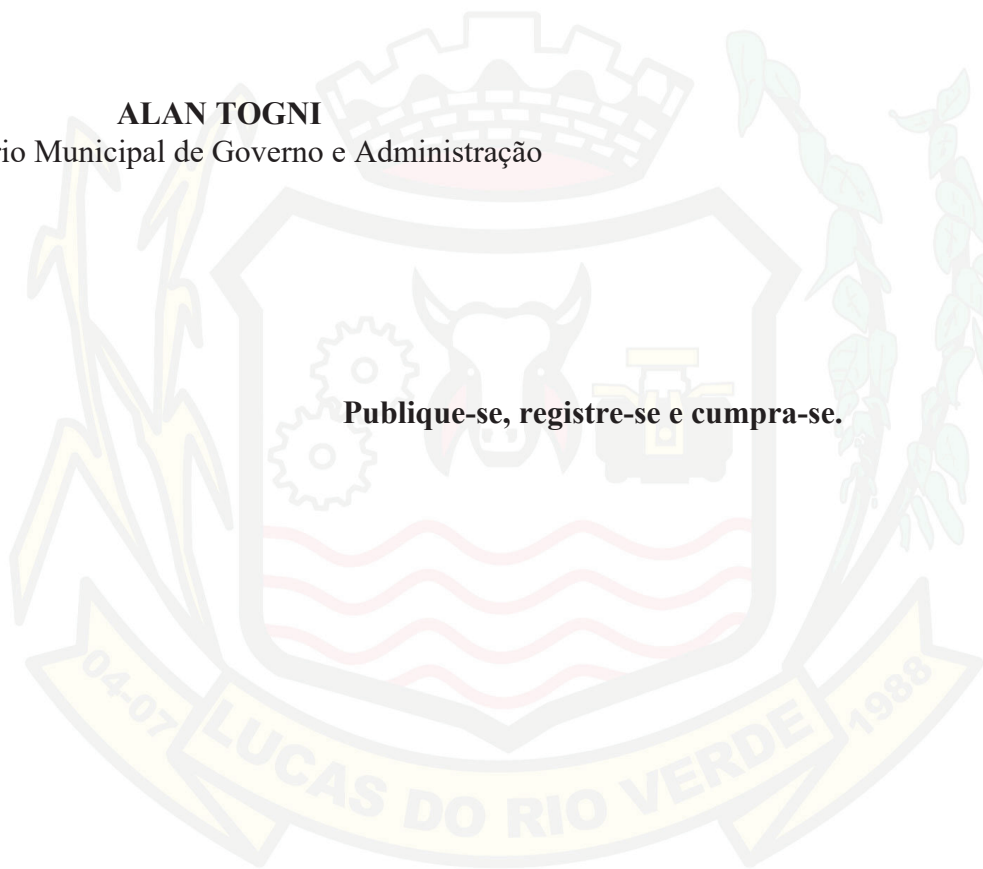 ALAN TOGNI
rio Municipal de Governo e Administração
Publique-se, registre-se e cumpra-se.
04-07 LUCAS DO RIO VERDE 1988